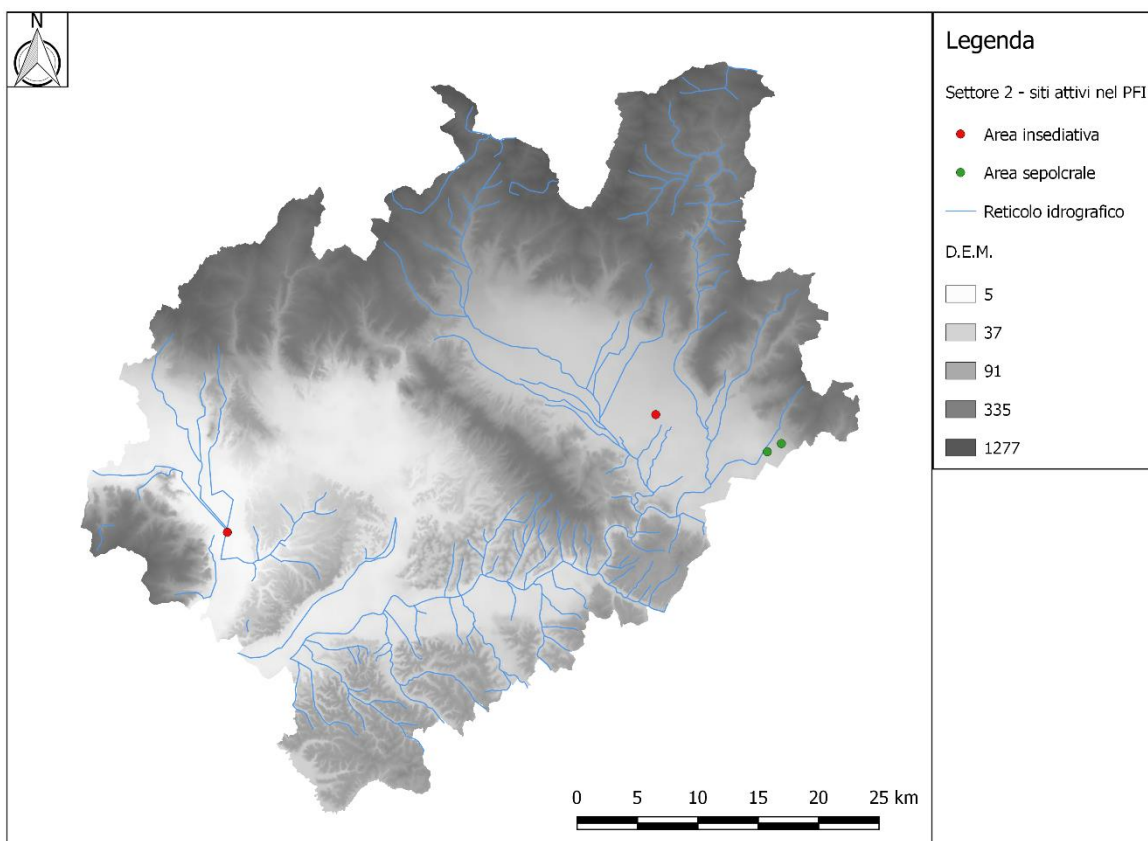 N
Legenda
Settore 2 - siti attivi nel PFI
Area insediativa
Area sepolcrale
Reticolo idrografico
D.E.M.
5
37
91
335
1277
0 5 10 15 20 25 km